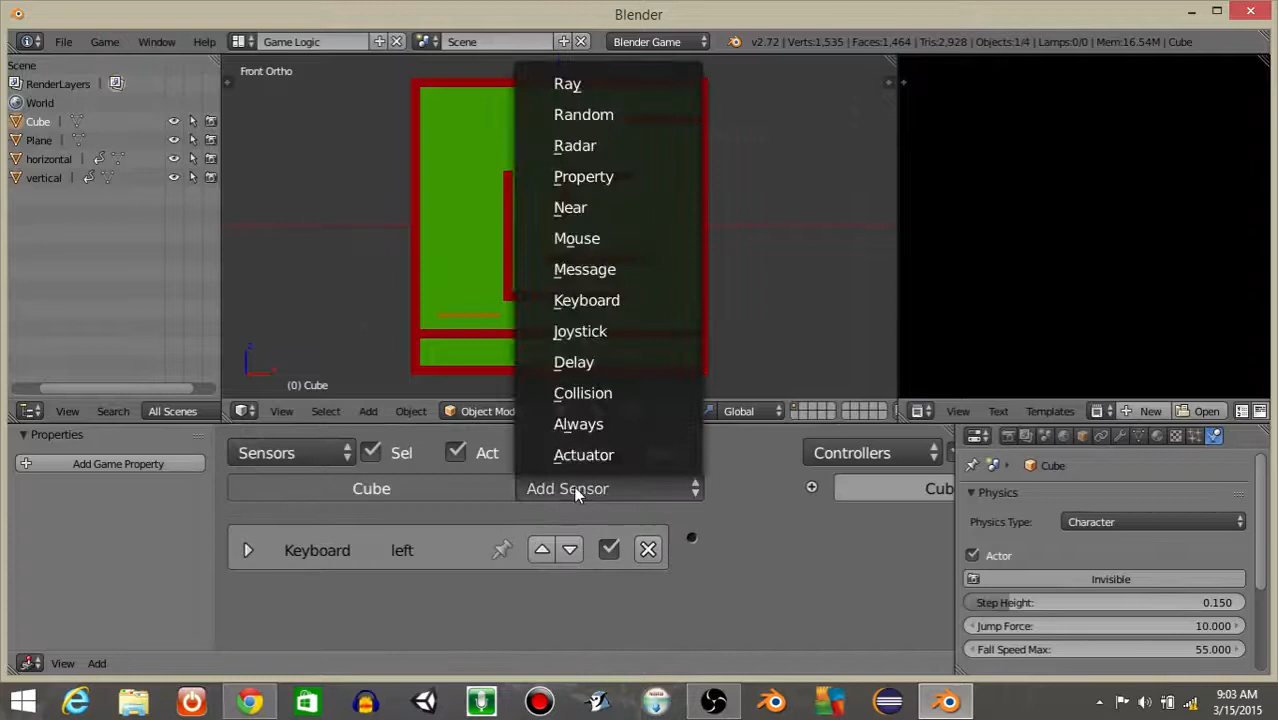 Blender
File Game Window Help Game Logic Scene Blender Game v2.72 | Verts:1,535 | Faces:1,464 | Tris:2,928 | Objects:1/4 | Lamps:0/0 | Mem:16.54M | Cube
Scene
RenderLayers
World
Cube
Plane
horizontal
vertical
Front Ortho
(0) Cube
Ray
Random
Radar
Property
Near
Mouse
Message
Keyboard
Joystick
Delay
Collision
Always
Actuator
Add Sensor
View Search All Scenes
View Select Add Object Object Mod Global
View Text Templates New Open
Properties
Add Game Property
Sensors Sel Act
Cube
Keyboard left
Controllers
Cub
Cube
Physics
Physics Type: Character
Actor
Invisible
Step Height: 0.150
Jump Force: 10.000
Fall Speed Max: 55.000
View Add
9:03 AM
3/15/2015